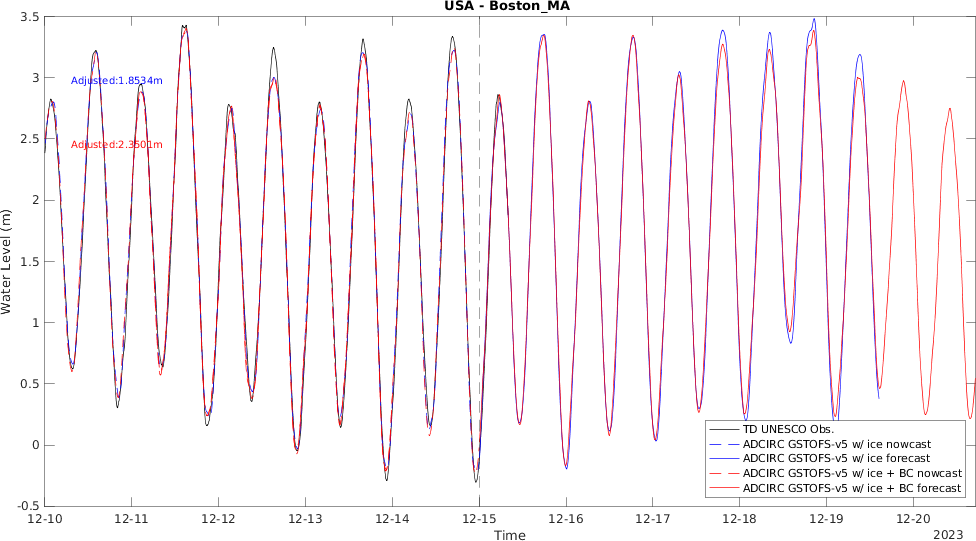 USA - Boston_MA
3.5
3
2.5
2
1.5
1
0.5
0
-0.5
Water Level (m)
Adjusted:1.8534m
Adjusted:2.3501m
TD UNESCO Obs.
ADCIRC GSTOFS-v5 w/ ice nowcast
ADCIRC GSTOFS-v5 w/ ice forecast
ADCIRC GSTOFS-v5 w/ ice + BC nowcast
ADCIRC GSTOFS-v5 w/ ice + BC forecast
12-10 12-11 12-12 12-13 12-14 12-15 12-16 12-17 12-18 12-19 12-20
Time
2023